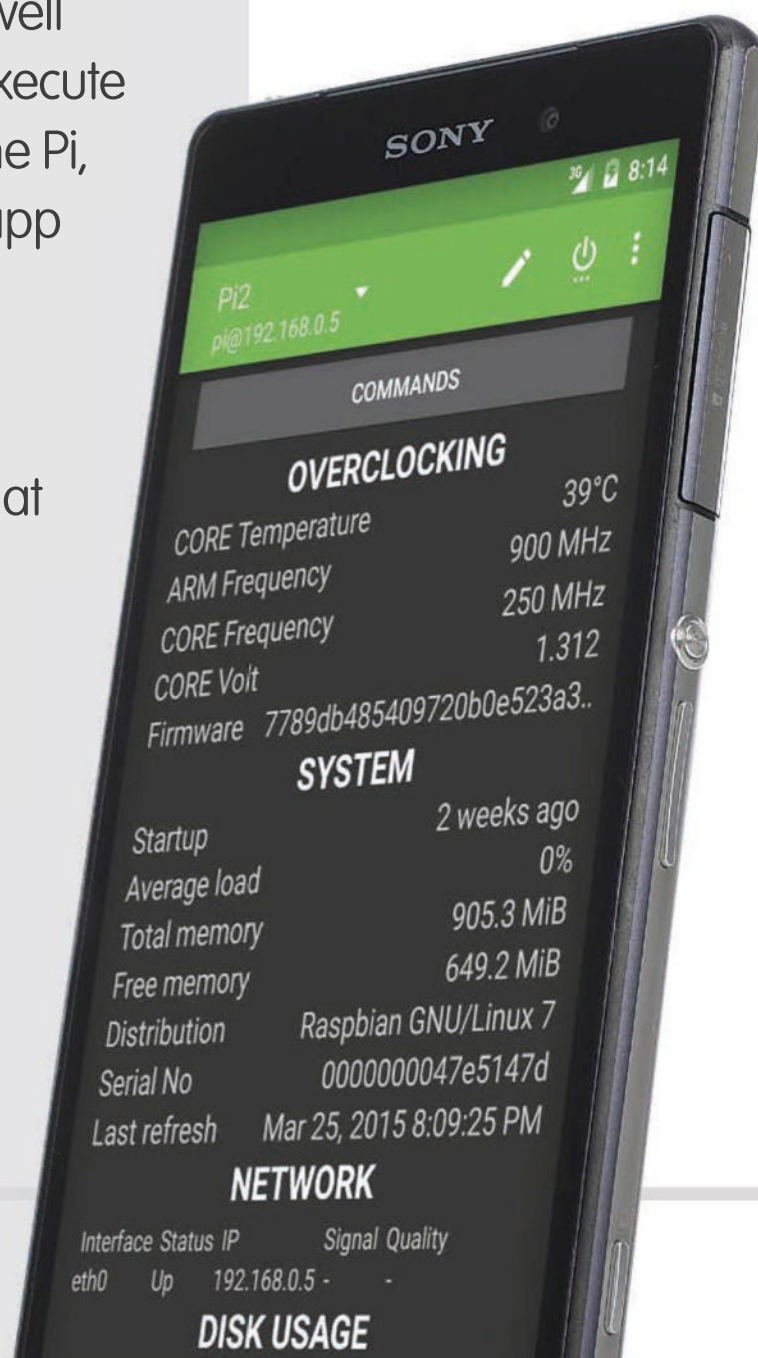 vell
xecute
ne Pi,
app
at
SONY
3G 8:14
Pi2
pi@192.168.0.5
COMMANDS
OVERCLOCKING
CORE Temperature 39°C
ARM Frequency 900 MHz
CORE Frequency 250 MHz
CORE Volt 1.312
Firmware 7789db485409720b0e523a3..
SYSTEM
Startup 2 weeks ago
Average load 0%
Total memory 905.3 MiB
Free memory 649.2 MiB
Distribution Raspbian GNU/Linux 7
Serial No 0000000047e5147d
Last refresh Mar 25, 2015 8:09:25 PM
NETWORK
Interface Status IP Signal Quality
eth0 Up 192.168.0.5 - -
DISK USAGE